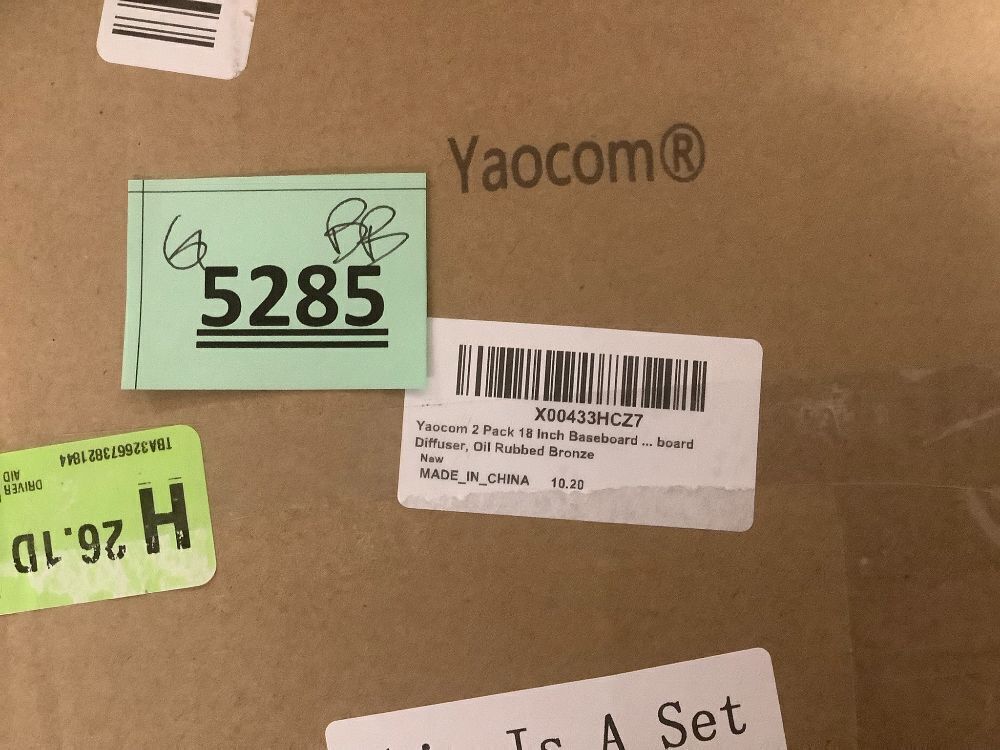 Yaocom®
BB
5285
X00433HCZ7
Yaocom 2 Pack 18 Inch Baseboard ... board
Diffuser, Oil Rubbed Bronze
New
MADE_IN_CHINA 10.20
TBA326673821844
DRIVER
AID
H 26.1D
Is A Set